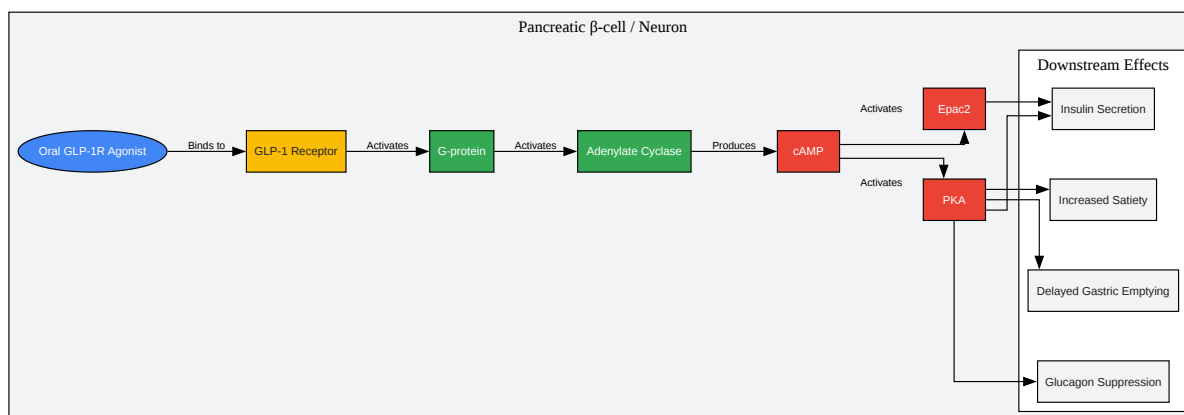 Pancreatic β-cell / Neuron
Downstream Effects
Oral GLP-1R Agonist
Binds to
GLP-1 Receptor
Activates
G-protein
Activates
Adenylate Cyclase
Produces
cAMP
Activates
Epac2
Activates
PKA
Insulin Secretion
Increased Satiety
Delayed Gastric Emptying
Glucagon Suppression